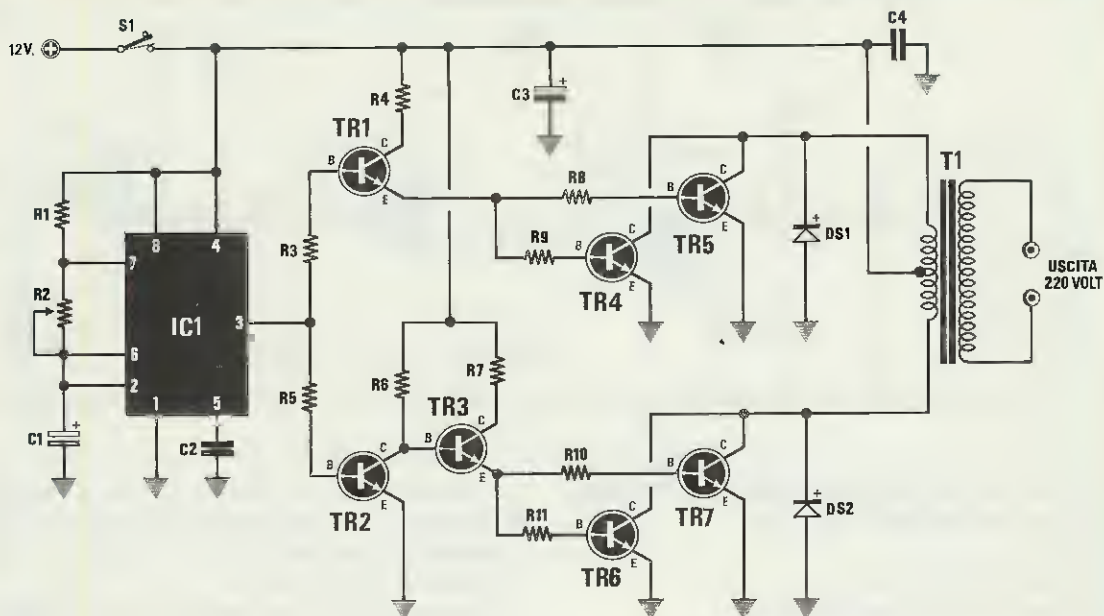 12V.
S1
C4
R4
C3
TR1
B
C
E
R8
B
C
E
TR5
T1
R1
8
4
R3
R9
B
C
E
TR4
DS1
USCITA
220 VOLT
7
R2
IC1
3
6
2
R6
R7
R5
TR3
B
C
E
1
5
C1
C2
B
C
E
TR2
R10
B
C
E
TR7
R11
B
C
E
TR6
DS2